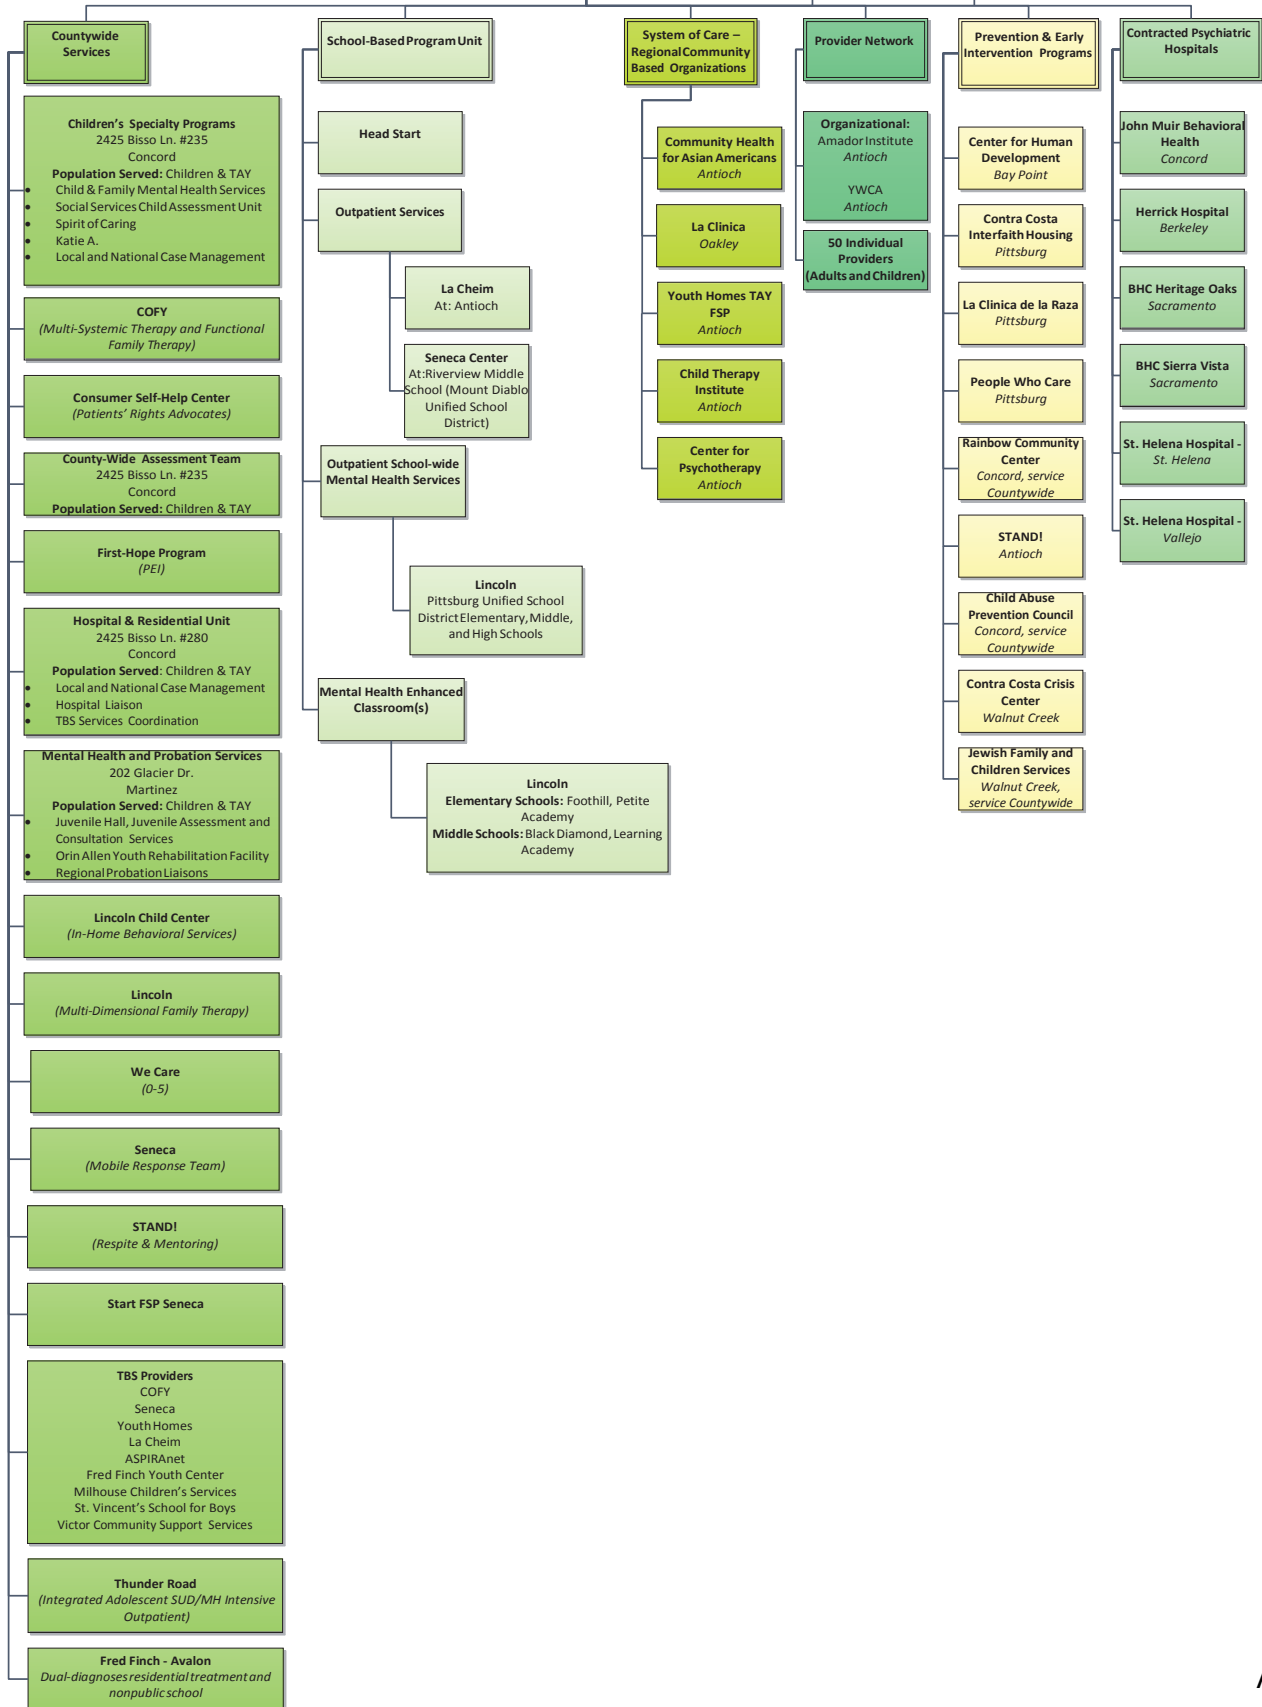 Countywide
Services
Children's Specialty Programs
2425 Bisso Ln. #235
Concord
Population Served: Children & TAY
• Child & Family Mental Health Services
• Social Services Child Assessment Unit
• Spirit of Caring
• Katie A.
• Local and National Case Management
COFY
(Multi-Systemic Therapy and Functional
Family Therapy)
Consumer Self-Help Center
(Patients' Rights Advocates)
County-Wide Assessment Team
2425 Bisso Ln. #235
Concord
Population Served: Children & TAY
First-Hope Program
(PEI)
Hospital & Residential Unit
2425 Bisso Ln. #280
Concord
Population Served: Children & TAY
• Local and National Case Management
• Hospital Liaison
• TBS Services Coordination
Mental Health and Probation Services
202 Glacier Dr.
Martinez
Population Served: Children & TAY
• Juvenile Hall, Juvenile Assessment and
Consultation Services
• Orin Allen Youth Rehabilitation Facility
• Regional Probation Liaisons
Lincoln Child Center
(In-Home Behavioral Services)
Lincoln
(Multi-Dimensional Family Therapy)
We Care
(0-5)
Seneca
(Mobile Response Team)
STAND!
(Respite & Mentoring)
Start FSP Seneca
TBS Providers
COFY
Seneca
Youth Homes
La Cheim
ASPIRAnet
Fred Finch Youth Center
Milhouse Children's Services
St. Vincent's School for Boys
Victor Community Support Services
Thunder Road
(Integrated Adolescent SUD/MH Intensive
Outpatient)
Fred Finch - Avalon
Dual-diagnoses residential treatment and
nonpublic school
School-Based Program Unit
Head Start
Outpatient Services
La Cheim
At: Antioch
Seneca Center
At:Riverview Middle
School (Mount Diablo
Unified School
District)
Outpatient School-wide
Mental Health Services
Lincoln
Pittsburg Unified School
District Elementary, Middle,
and High Schools
Mental Health Enhanced
Classroom(s)
Lincoln
Elementary Schools: Foothill, Petite
Academy
Middle Schools: Black Diamond, Learning
Academy
System of Care –
Regional Community
Based Organizations
Community Health
for Asian Americans
Antioch
La Clinica
Oakley
Youth Homes TAY
FSP
Antioch
Child Therapy
Institute
Antioch
Center for
Psychotherapy
Antioch
Provider Network
Organizational:
Amador Institute
Antioch
YWCA
Antioch
50 Individual
Providers
(Adults and Children)
Prevention & Early
Intervention Programs
Center for Human
Development
Bay Point
Contra Costa
Interfaith Housing
Pittsburg
La Clinica de la Raza
Pittsburg
People Who Care
Pittsburg
Rainbow Community
Center
Concord, service
Countywide
STAND!
Antioch
Child Abuse
Prevention Council
Concord, service
Countywide
Contra Costa Crisis
Center
Walnut Creek
Jewish Family and
Children Services
Walnut Creek,
service Countywide
Contracted Psychiatric
Hospitals
John Muir Behavioral
Health
Concord
Herrick Hospital
Berkeley
BHC Heritage Oaks
Sacramento
BHC Sierra Vista
Sacramento
St. Helena Hospital -
St. Helena
St. Helena Hospital -
Vallejo